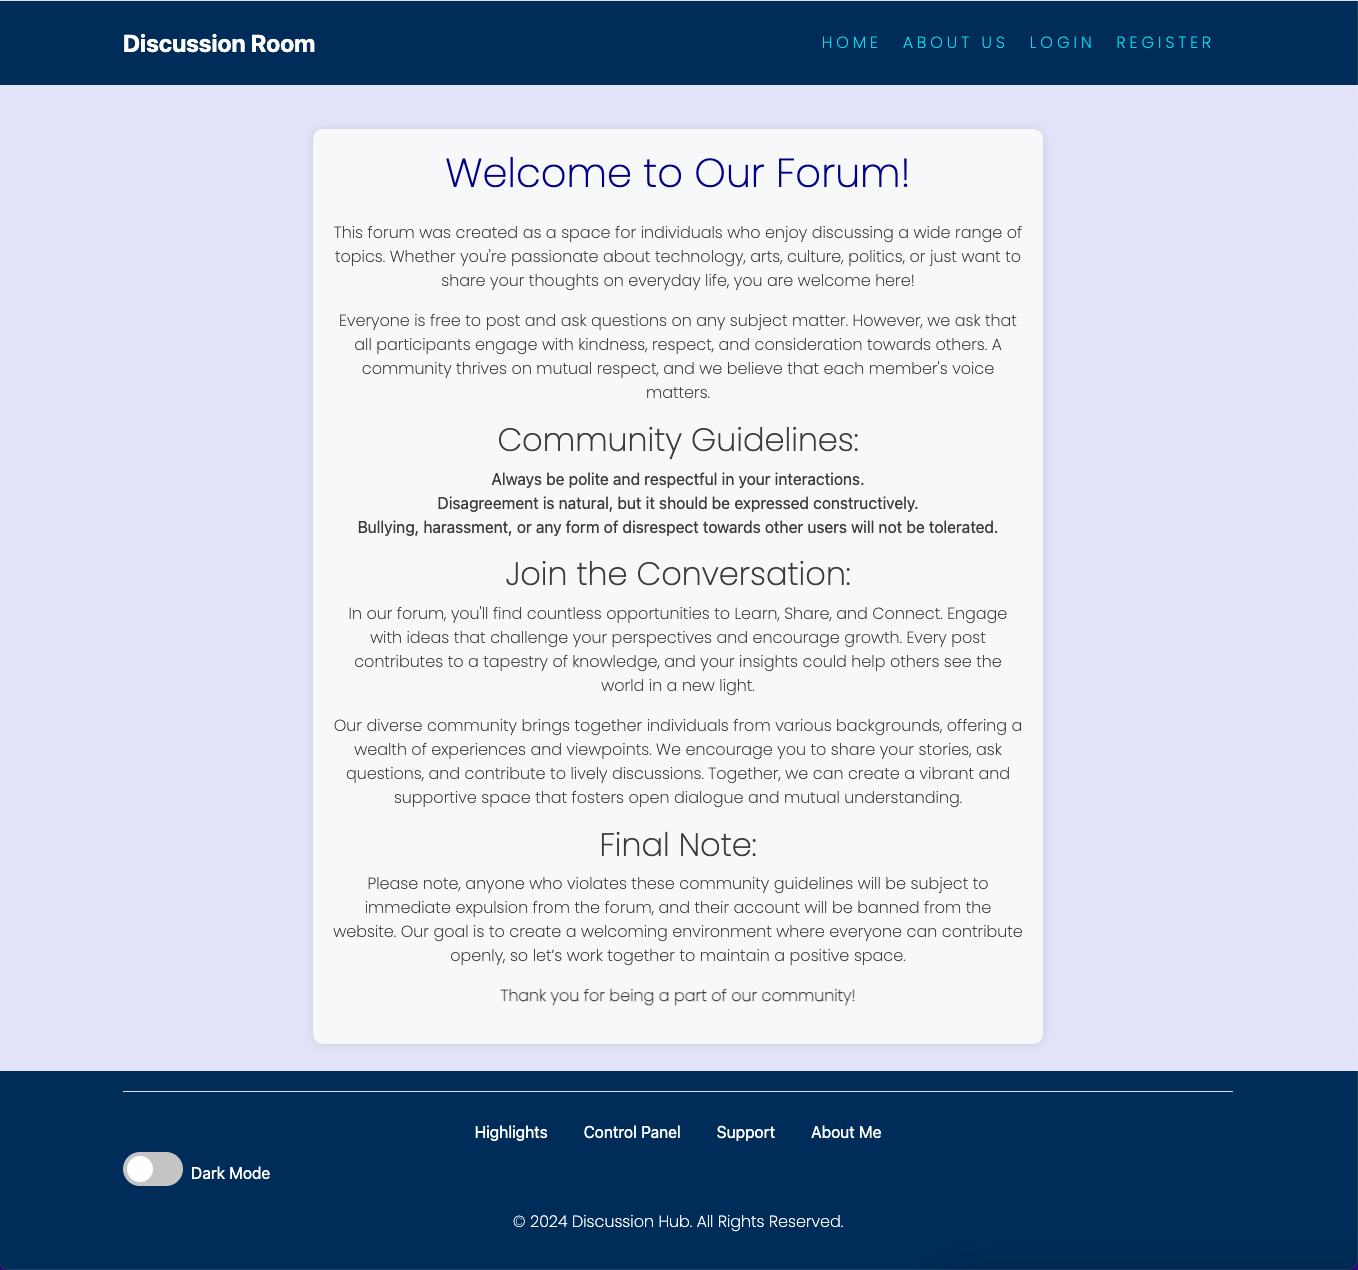 Discussion Room
HOME ABOUT US LOGIN REGISTER
Welcome to Our Forum!
This forum was created as a space for individuals who enjoy discussing a wide range of
topics. Whether you're passionate about technology, arts, culture, politics, or just want to
share your thoughts on everyday life, you are welcome here!
Everyone is free to post and ask questions on any subject matter. However, we ask that
all participants engage with kindness, respect, and consideration towards others. A
community thrives on mutual respect, and we believe that each member's voice
matters.
Community Guidelines:
Always be polite and respectful in your interactions.
Disagreement is natural, but it should be expressed constructively.
Bullying, harassment, or any form of disrespect towards other users will not be tolerated.
Join the Conversation:
In our forum, you'll find countless opportunities to Learn, Share, and Connect. Engage
with ideas that challenge your perspectives and encourage growth. Every post
contributes to a tapestry of knowledge, and your insights could help others see the
world in a new light.
Our diverse community brings together individuals from various backgrounds, offering a
wealth of experiences and viewpoints. We encourage you to share your stories, ask
questions, and contribute to lively discussions. Together, we can create a vibrant and
supportive space that fosters open dialogue and mutual understanding.
Final Note:
Please note, anyone who violates these community guidelines will be subject to
immediate expulsion from the forum, and their account will be banned from the
website. Our goal is to create a welcoming environment where everyone can contribute
openly, so let’s work together to maintain a positive space.
Thank you for being a part of our community!
Highlights Control Panel Support About Me
Dark Mode
© 2024 Discussion Hub. All Rights Reserved.